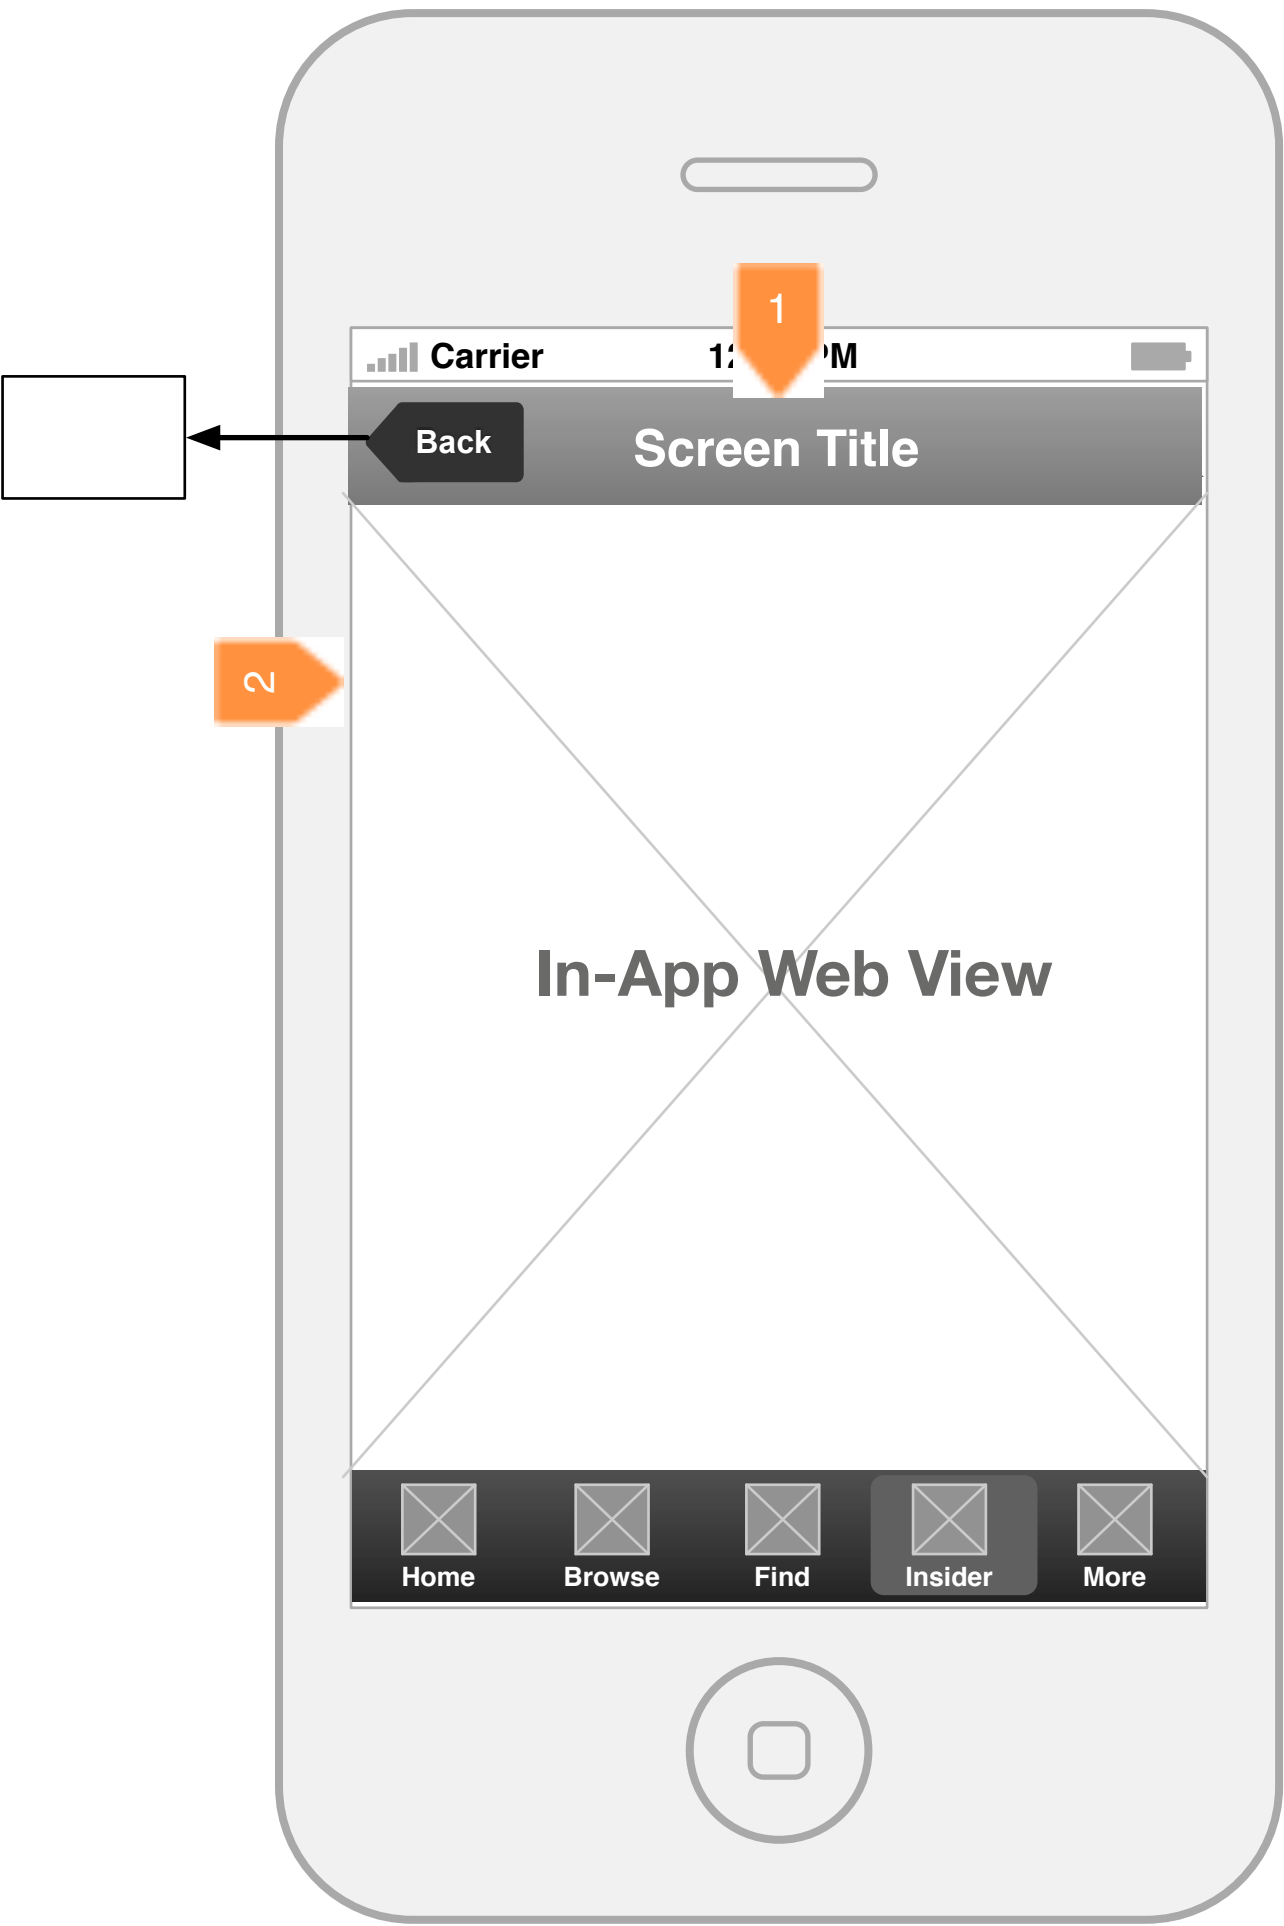 1
Carrier
Back
Screen Title
2
In-App Web View
Home Browse Find Insider More